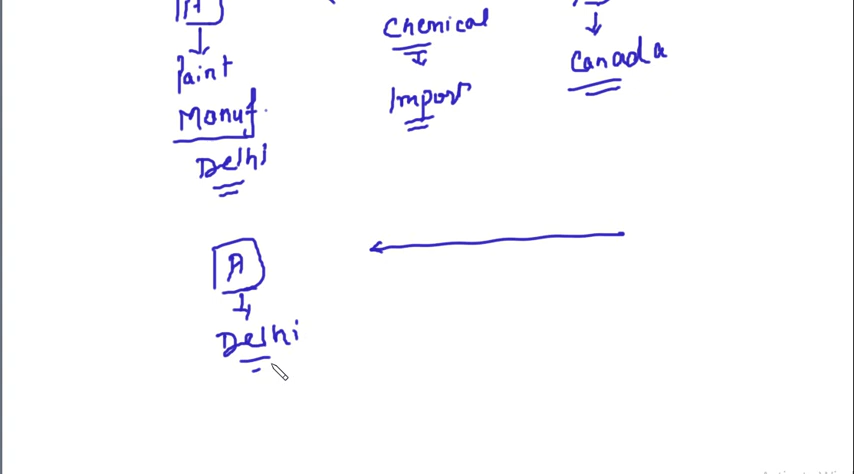 A
Paint
Manuf.
Delhi
Chemical
Import
Canada
A
Delhi